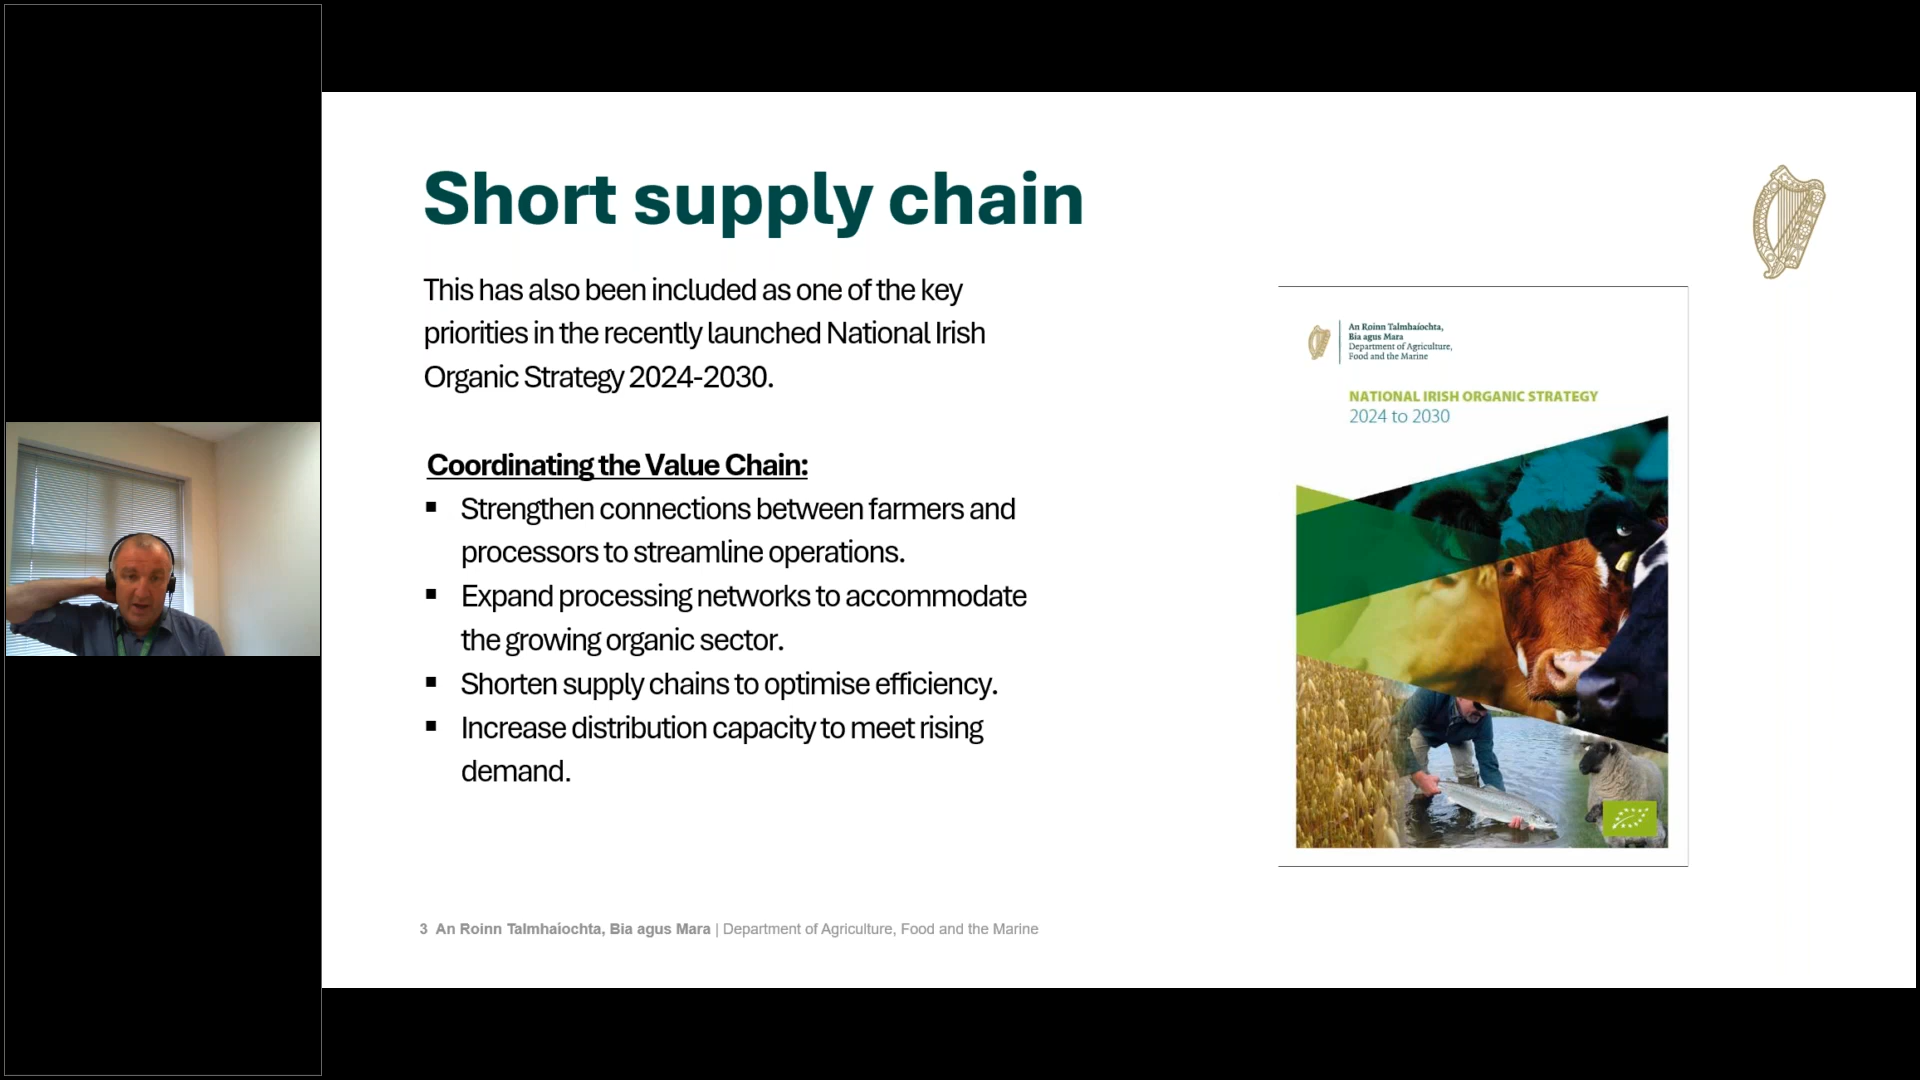 Short supply chain
This has also been included as one of the key
priorities in the recently launched National Irish
Organic Strategy 2024-2030.
Coordinating the Value Chain:
▪ Strengthen connections between farmers and
processors to streamline operations.
▪ Expand processing networks to accommodate
the growing organic sector.
▪ Shorten supply chains to optimise efficiency.
▪ Increase distribution capacity to meet rising
demand.
An Roinn Talmhaíochta,
Bia agus Mara
Department of Agriculture,
Food and the Marine
NATIONAL IRISH ORGANIC STRATEGY
2024 to 2030
3 An Roinn Talmhaíochta, Bia agus Mara | Department of Agriculture, Food and the Marine